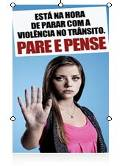 ESTÁ NA HORA
DE PARAR COM A
VIOLÊNCIA NO TRÂNSITO.
PARE E PENSE